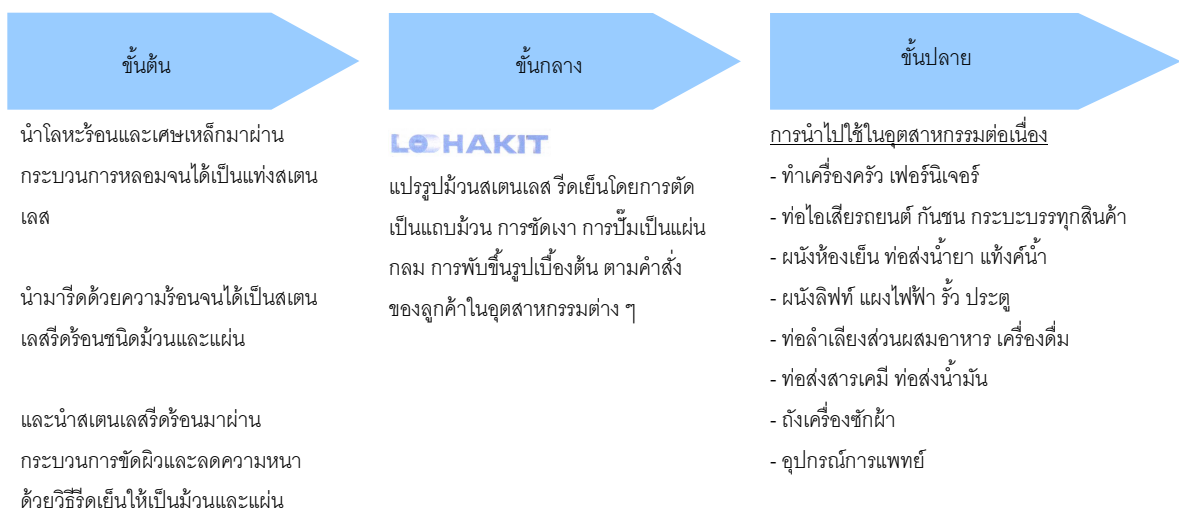 ขั้นต้น
นำโลหะร้อนและเศษเหล็กมาผ่าน
กระบวนการหลอมจนได้เป็นแท่งสเตน
เลส
นำมารีดด้วยความร้อนจนได้เป็นสเตน
เลสรีดร้อนชนิดม้วนและแผ่น
และนำสเตนเลสรีดร้อนมาผ่าน
กระบวนการขัดผิวและลดความหนา
ด้วยวิธีรีดเย็นให้เป็นม้วนและแผ่น
ขั้นกลาง
LOHAKIT
แปรรูปม้วนสเตนเลส รีดเย็นโดยการตัด
เป็นแถบม้วน การขัดเงา การปั๊มเป็นแผ่น
กลม การพับขึ้นรูปเบื้องต้น ตามคำสั่ง
ของลูกค้าในอุตสาหกรรมต่าง ๆ
ขั้นปลาย
การนำไปใช้ในอุตสาหกรรมต่อเนื่อง
- ทำเครื่องครัว เฟอร์นิเจอร์
- ท่อไอเสียรถยนต์ กันชน กระบะบรรทุกสินค้า
- ผนังห้องเย็น ท่อส่งน้ำยา แท้งค์น้ำ
- ผนังลิฟท์ แผงไฟฟ้า รั้ว ประตู
- ท่อลำเลียงส่วนผสมอาหาร เครื่องดื่ม
- ท่อส่งสารเคมี ท่อส่งน้ำมัน
- ถังเครื่องซักผ้า
- อุปกรณ์การแพทย์